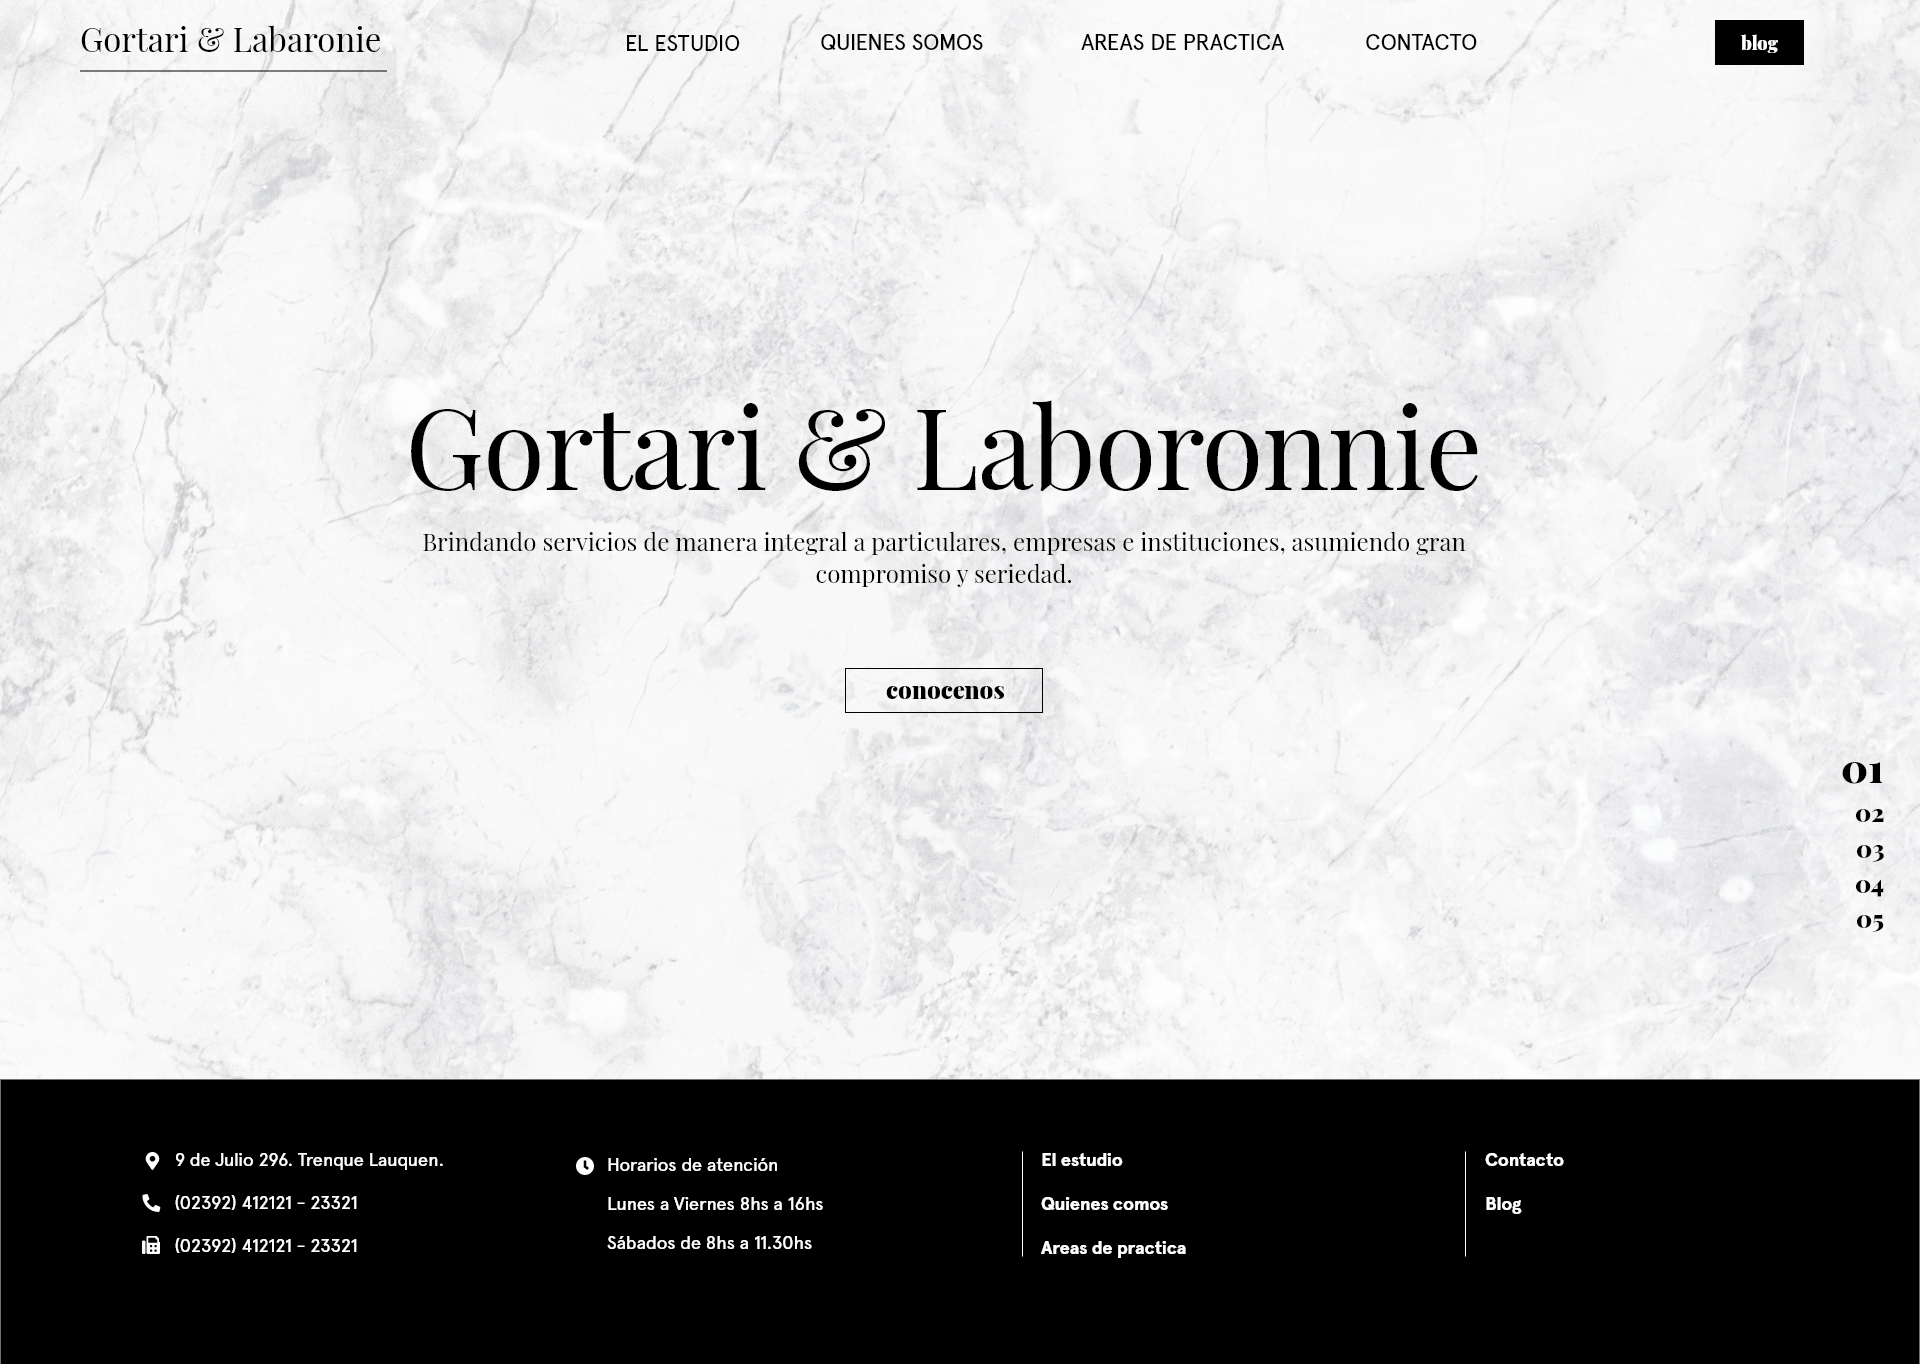 Gortari & Labaronie
EL ESTUDIO
QUIENES SOMOS
AREAS DE PRACTICA
CONTACTO
blog
Gortari & Laboronnie
Brindando servicios de manera integral a particulares, empresas e instituciones, asumiendo gran
compromiso y seriedad.
conocenos
01
02
03
04
05
9 de Julio 296. Trenque Lauquen.
(02392) 412121 - 23321
(02392) 412121 - 23321
Horarios de atención
Lunes a Viernes 8hs a 16hs
Sábados de 8hs a 11.30hs
El estudio
Quienes comos
Areas de practica
Contacto
Blog